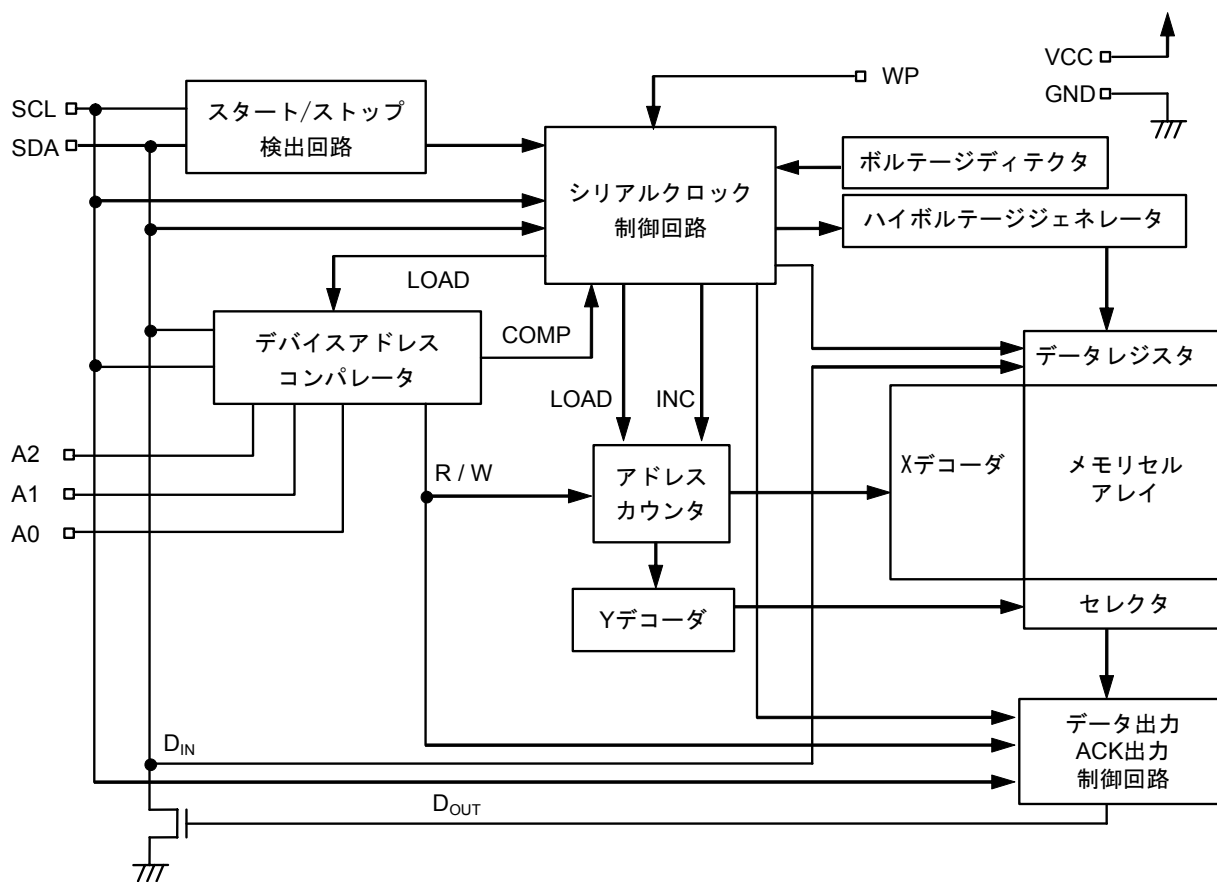 SCL
SDA
スタート/ストップ
検出回路
WP
VCC
GND
シリアルクロック
制御回路
ボルテージディテクタ
ハイボルテージジェネレータ
LOAD
デバイスアドレス
コンパレータ
COMP
LOAD
INC
データレジスタ
A2
A1
A0
R / W
アドレス
カウンタ
Xデコーダ
メモリセル
アレイ
Yデコーダ
セレクタ
DIN
データ出力
ACK出力
制御回路
DOUT